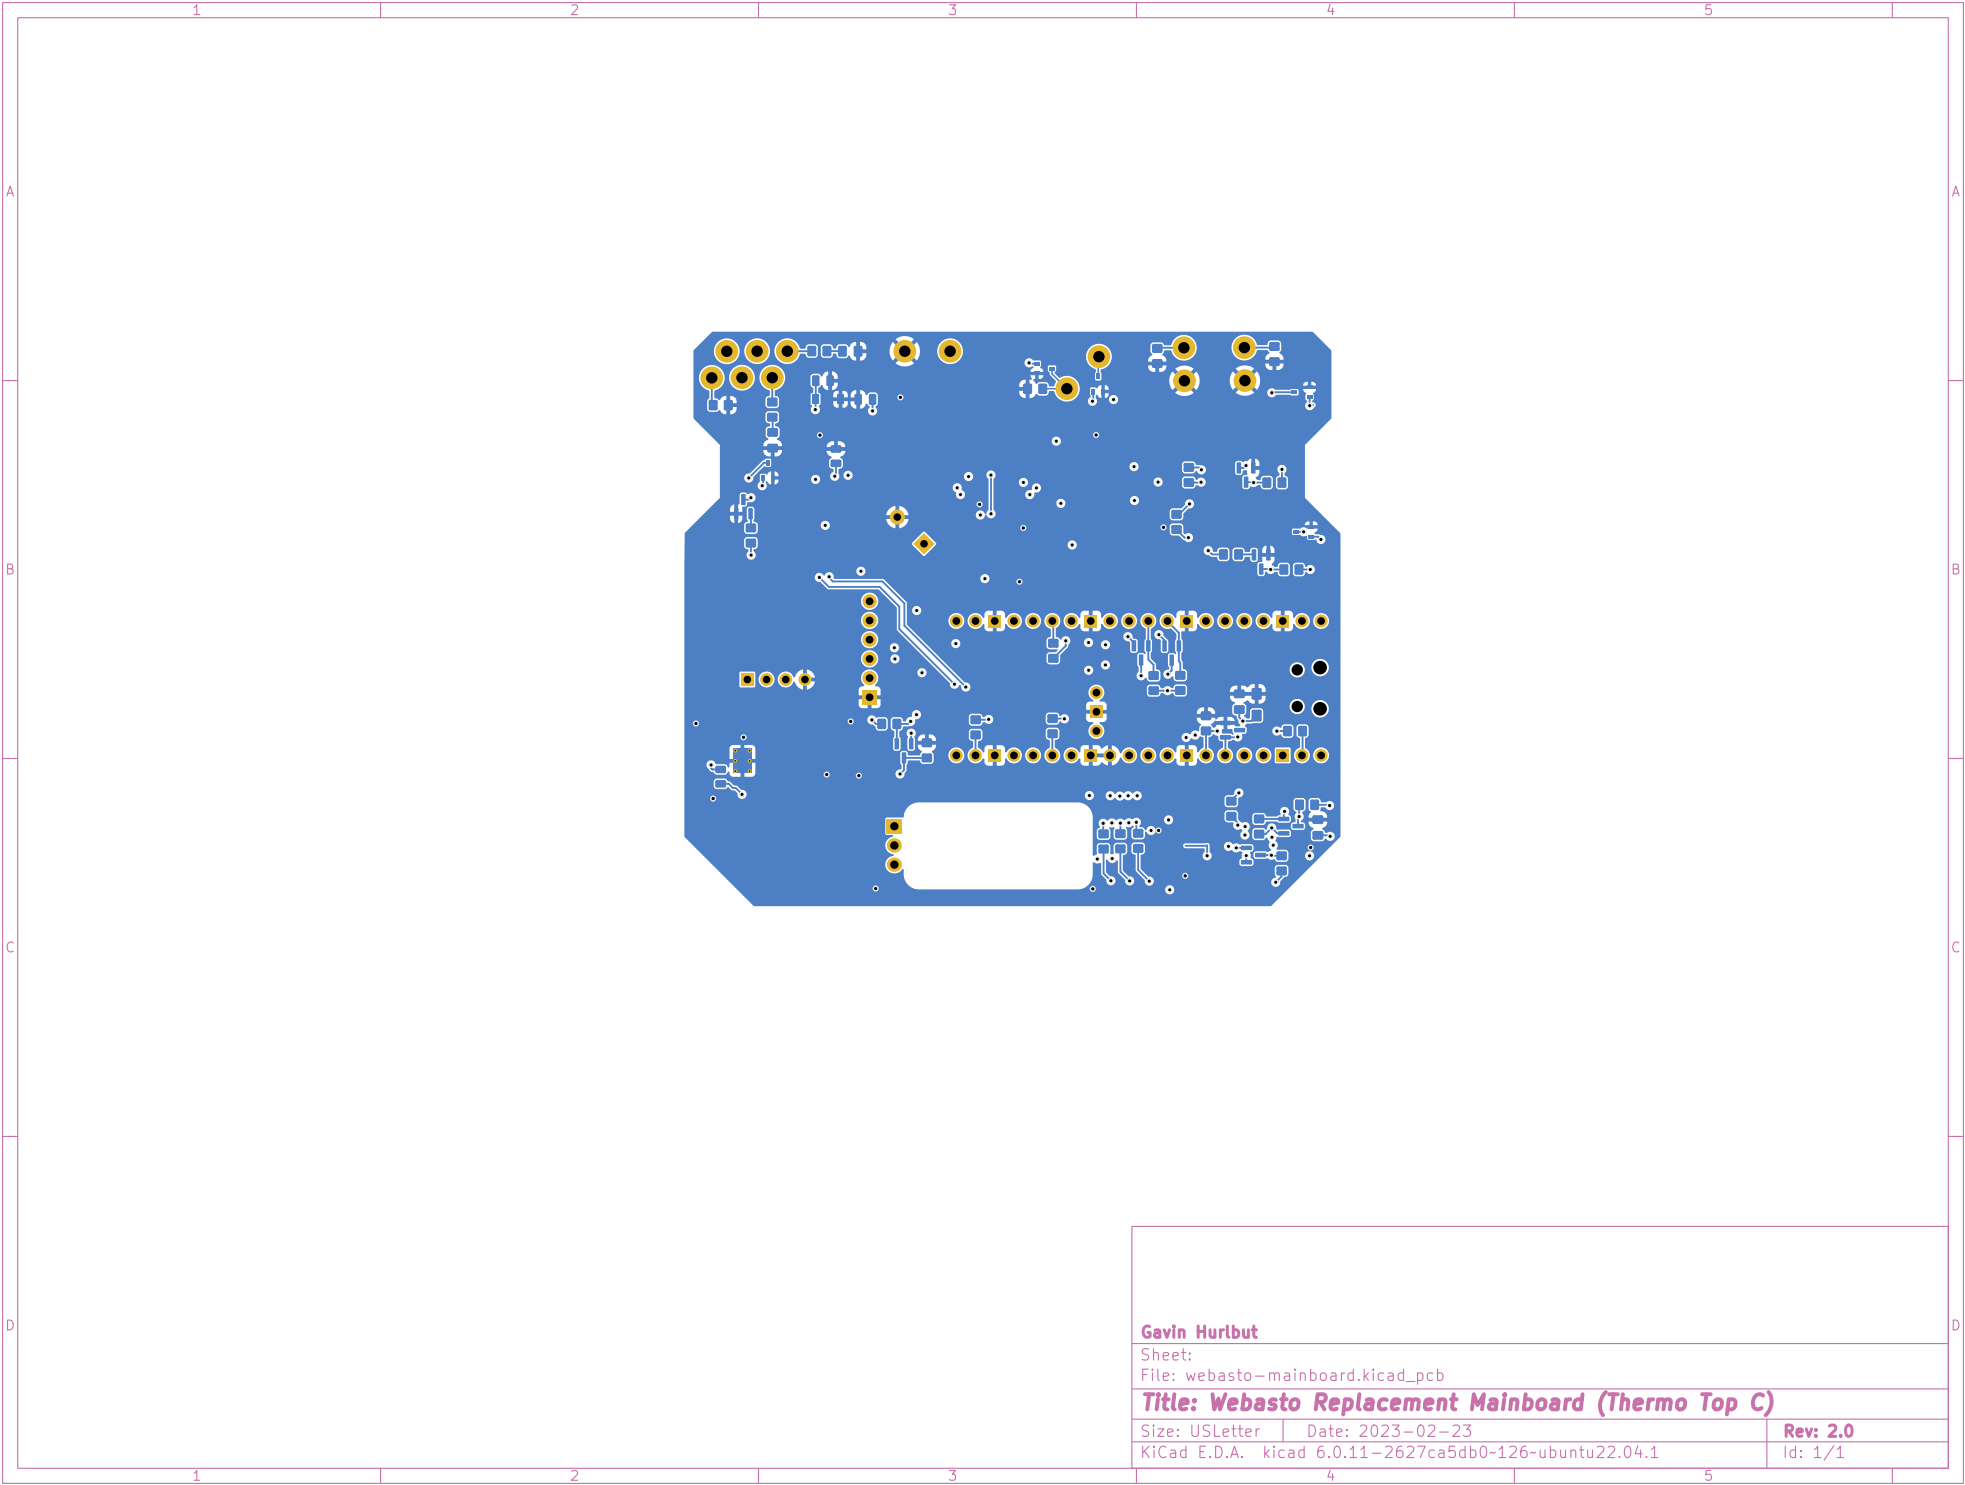 1 2 3 4 5
A A
B B
C C
D D
Gavin Hurlbut
Sheet:
File: webasto-mainboard.kicad_pcb
Title: Webasto Replacement Mainboard (Thermo Top C)
Size: USLetter Date: 2023-02-23 Rev: 2.0
KiCad E.D.A. kicad 6.0.11-2627ca5db0~126~ubuntu22.04.1 Id: 1/1
1 2 3 4 5